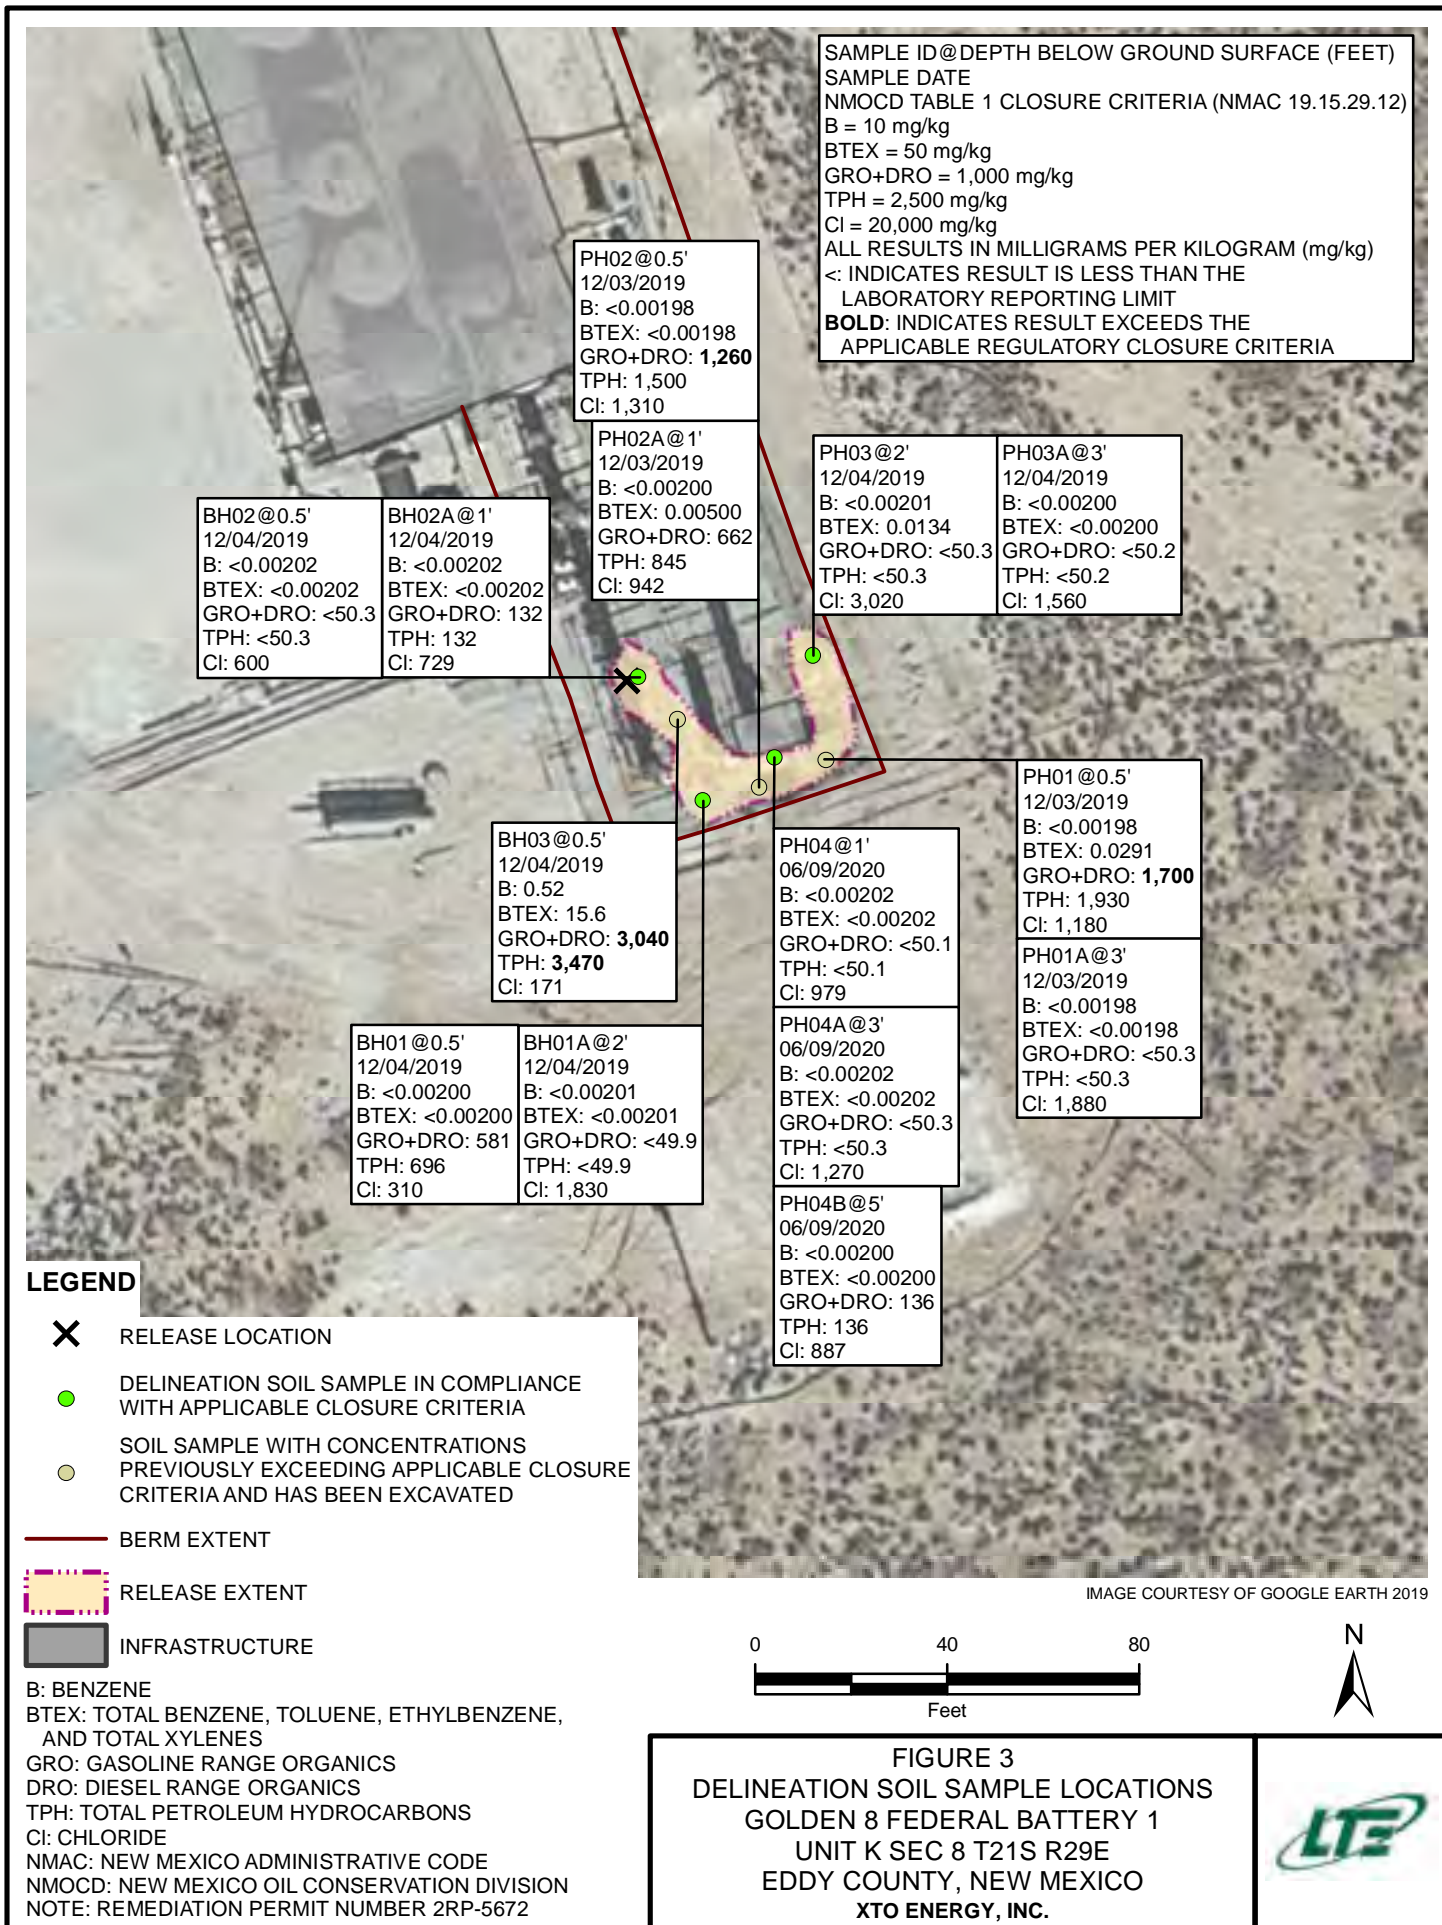 SAMPLE ID@DEPTH BELOW GROUND SURFACE (FEET)
SAMPLE DATE
NMOCD TABLE 1 CLOSURE CRITERIA (NMAC 19.15.29.12)
B = 10 mg/kg
BTEX = 50 mg/kg
GRO+DRO = 1,000 mg/kg
TPH = 2,500 mg/kg
Cl = 20,000 mg/kg
ALL RESULTS IN MILLIGRAMS PER KILOGRAM (mg/kg)
<: INDICATES RESULT IS LESS THAN THE
LABORATORY REPORTING LIMIT
BOLD: INDICATES RESULT EXCEEDS THE
APPLICABLE REGULATORY CLOSURE CRITERIA
PH02@0.5'
12/03/2019
B: <0.00198
BTEX: <0.00198
GRO+DRO: 1,260
TPH: 1,500
Cl: 1,310
PH02A@1'
12/03/2019
B: <0.00200
BTEX: 0.00500
GRO+DRO: 662
TPH: 845
Cl: 942
PH03@2'
12/04/2019
B: <0.00201
BTEX: 0.0134
GRO+DRO: <50.3
TPH: <50.3
Cl: 3,020
PH03A@3'
12/04/2019
B: <0.00200
BTEX: <0.00200
GRO+DRO: <50.2
TPH: <50.2
Cl: 1,560
BH02@0.5'
12/04/2019
B: <0.00202
BTEX: <0.00202
GRO+DRO: <50.3
TPH: <50.3
Cl: 600
BH02A@1'
12/04/2019
B: <0.00202
BTEX: <0.00202
GRO+DRO: 132
TPH: 132
Cl: 729
BH03@0.5'
12/04/2019
B: 0.52
BTEX: 15.6
GRO+DRO: 3,040
TPH: 3,470
Cl: 171
PH04@1'
06/09/2020
B: <0.00202
BTEX: <0.00202
GRO+DRO: <50.1
TPH: <50.1
Cl: 979
PH04A@3'
06/09/2020
B: <0.00202
BTEX: <0.00202
GRO+DRO: <50.3
TPH: <50.3
Cl: 1,270
PH04B@5'
06/09/2020
B: <0.00200
BTEX: <0.00200
GRO+DRO: 136
TPH: 136
Cl: 887
PH01@0.5'
12/03/2019
B: <0.00198
BTEX: 0.0291
GRO+DRO: 1,700
TPH: 1,930
Cl: 1,180
PH01A@3'
12/03/2019
B: <0.00198
BTEX: <0.00198
GRO+DRO: <50.3
TPH: <50.3
Cl: 1,880
BH01@0.5'
12/04/2019
B: <0.00200
BTEX: <0.00200
GRO+DRO: 581
TPH: 696
Cl: 310
BH01A@2'
12/04/2019
B: <0.00201
BTEX: <0.00201
GRO+DRO: <49.9
TPH: <49.9
Cl: 1,830
LEGEND
RELEASE LOCATION
DELINEATION SOIL SAMPLE IN COMPLIANCE
WITH APPLICABLE CLOSURE CRITERIA
SOIL SAMPLE WITH CONCENTRATIONS
PREVIOUSLY EXCEEDING APPLICABLE CLOSURE
CRITERIA AND HAS BEEN EXCAVATED
BERM EXTENT
RELEASE EXTENT
INFRASTRUCTURE
B: BENZENE
BTEX: TOTAL BENZENE, TOLUENE, ETHYLBENZENE,
AND TOTAL XYLENES
GRO: GASOLINE RANGE ORGANICS
DRO: DIESEL RANGE ORGANICS
TPH: TOTAL PETROLEUM HYDROCARBONS
Cl: CHLORIDE
NMAC: NEW MEXICO ADMINISTRATIVE CODE
NMOCD: NEW MEXICO OIL CONSERVATION DIVISION
NOTE: REMEDIATION PERMIT NUMBER 2RP-5672
IMAGE COURTESY OF GOOGLE EARTH 2019
0 40 80
Feet
N
FIGURE 3
DELINEATION SOIL SAMPLE LOCATIONS
GOLDEN 8 FEDERAL BATTERY 1
UNIT K SEC 8 T21S R29E
EDDY COUNTY, NEW MEXICO
XTO ENERGY, INC.
LTE